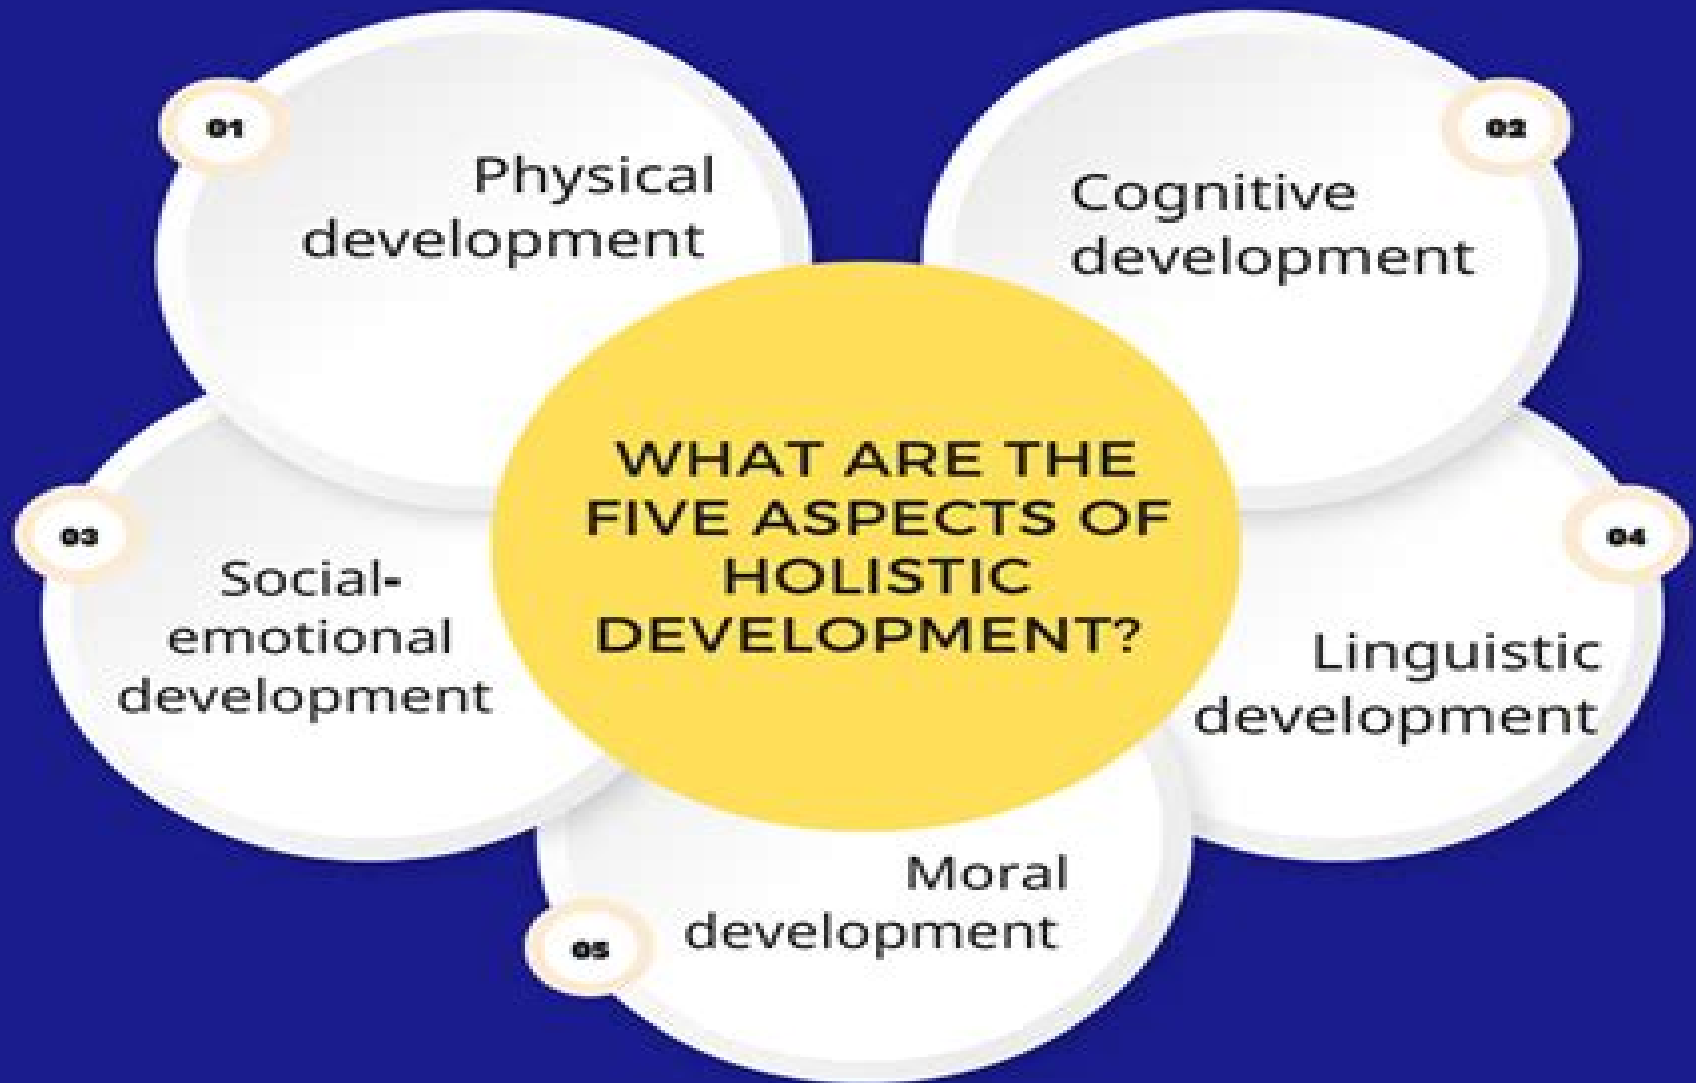 01
Physical
development
02
Cognitive
development
WHAT ARE THE
FIVE ASPECTS OF
HOLISTIC
DEVELOPMENT?
03
Social-
emotional
development
04
Linguistic
development
05
Moral
development